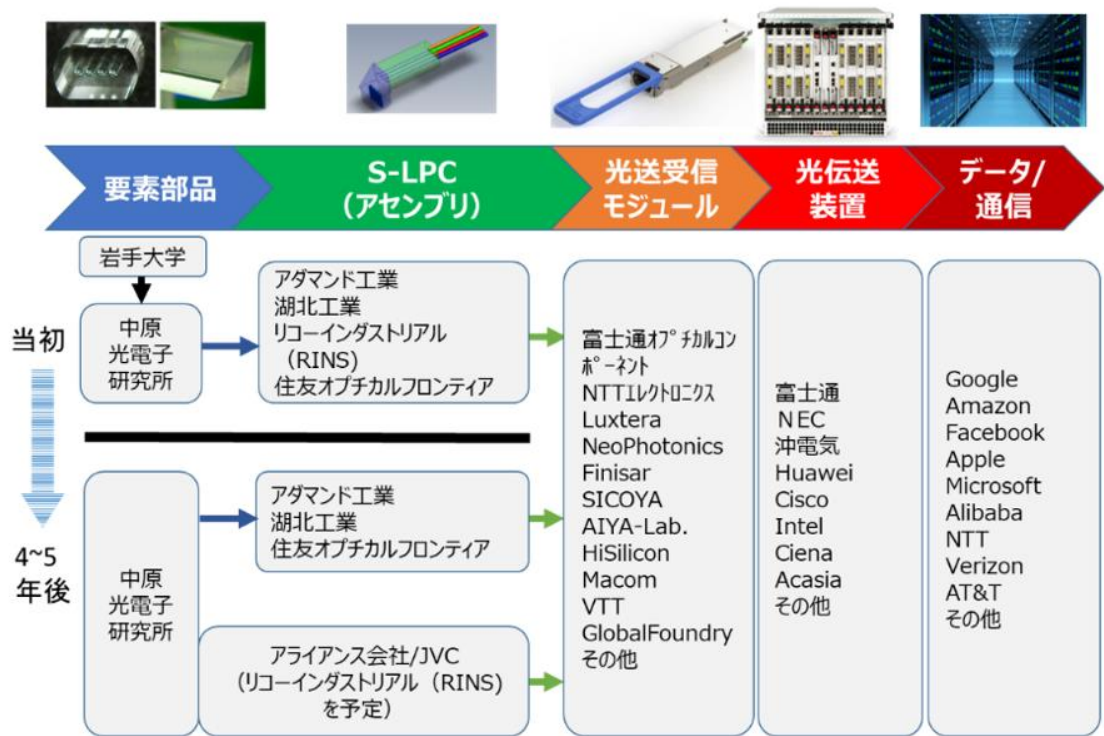 要素部品
S-LPC
（アセンブリ）
光送受信
モジュール
光伝送
装置
データ/
通信
岩手大学
当初
中原
光電子
研究所
アダマンド工業
湖北工業
リコーインダストリアル
（RINS)
住友オプチカルフロンティア
4~5
年後
中原
光電子
研究所
アダマンド工業
湖北工業
住友オプチカルフロンティア
アライアンス会社/JVC
(リコーインダストリアル（RINS)
を予定）
富士通ｵﾌﾟﾁｶﾙｺﾝ
ﾎﾟｰﾈﾝﾄ
NTTｴﾚｸﾄﾛﾆｸｽ
Luxtera
NeoPhotonics
Finisar
SICOYA
AIYA-Lab.
HiSilicon
Macom
VTT
GlobalFoundry
その他
富士通
ＮEC
沖電気
Huawei
Cisco
Intel
Ciena
Acasia
その他
Google
Amazon
Facebook
Apple
Microsoft
Alibaba
NTT
Verizon
AT&T
その他